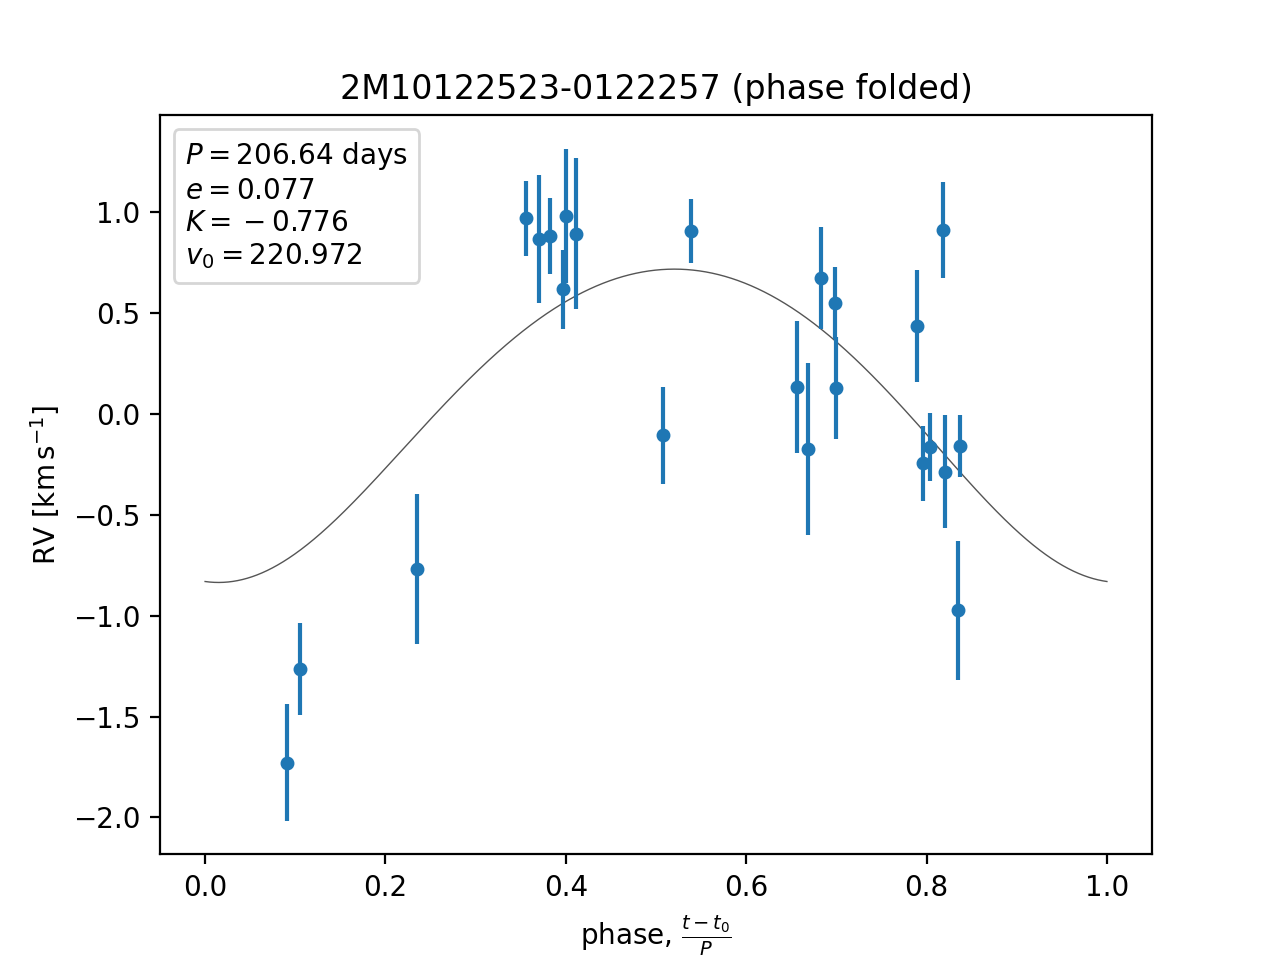 2M10122523-0122257 (phase folded)
P = 206.64 days
e = 0.077
K = −0.776
v₀ = 220.972
RV [km s⁻¹]
1.0
0.5
0.0
−0.5
−1.0
−1.5
−2.0
0.0 0.2 0.4 0.6 0.8 1.0
phase, (t − t₀)/P